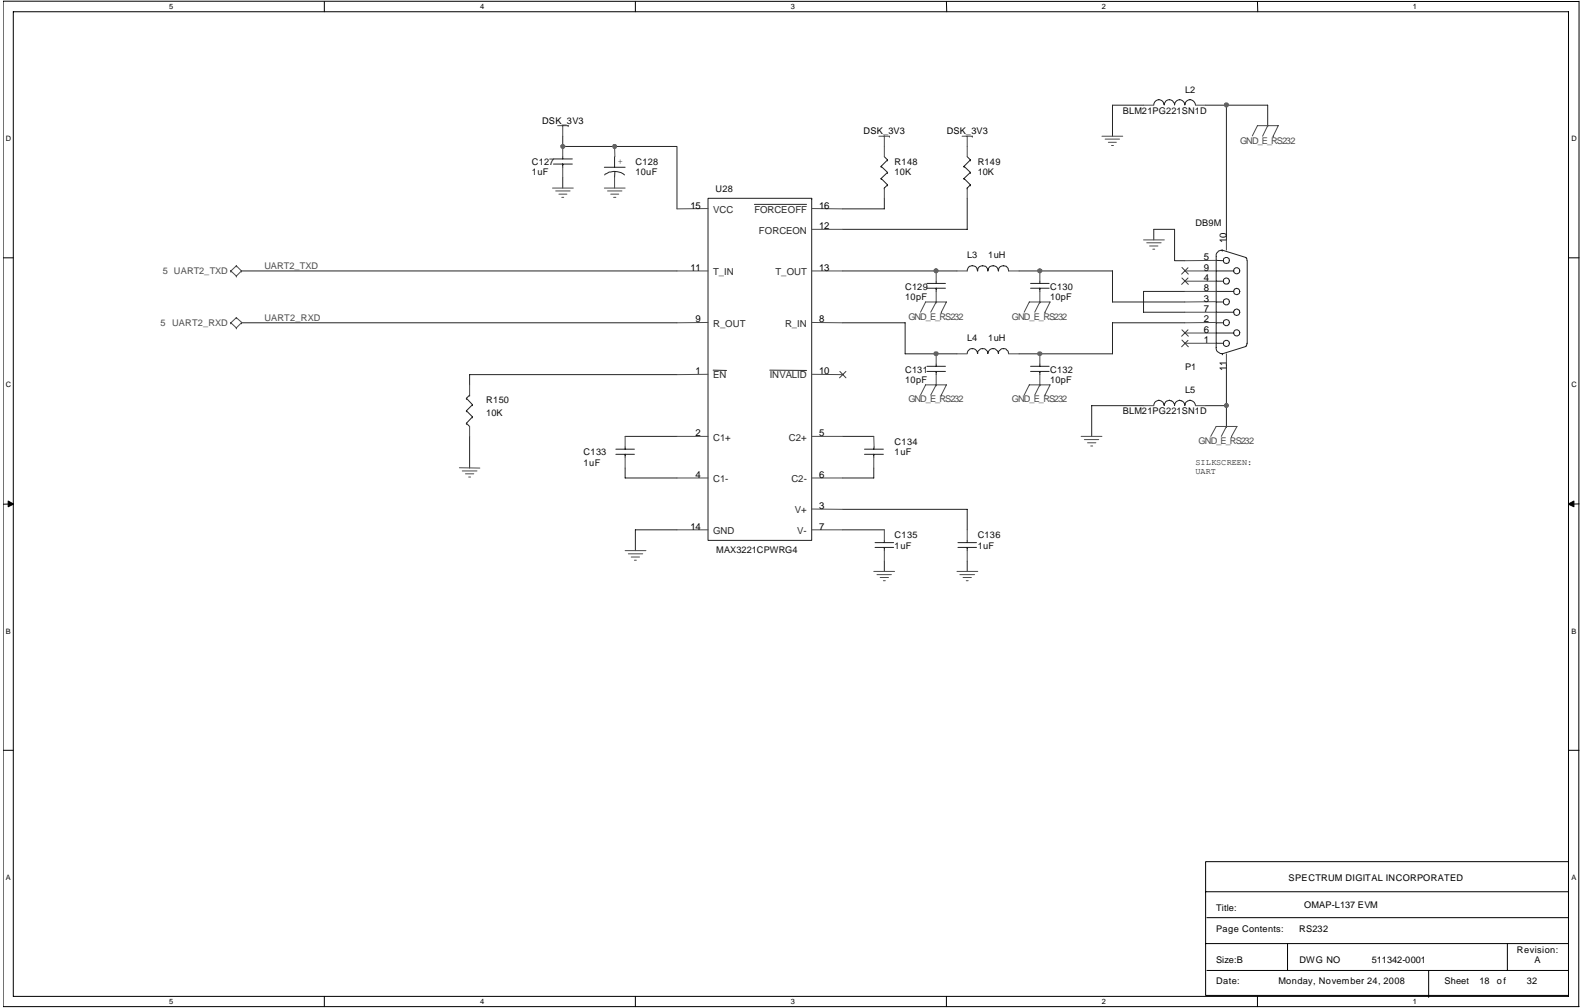 5 4 3 2 1
D D
C C
B B
A A
L2
BLM21PG221SN1D
GND_E_RS232
DSK_3V3
C127
1uF
C128
10uF
+
DSK_3V3
R148
10K
DSK_3V3
R149
10K
U28
15 VCC
FORCEOFF 16
FORCEON 12
DB9M
10
5 UART2_TXD UART2_TXD
11 T_IN
T_OUT 13
L3 1uH
C129
10pF
GND_E_RS232
C130
10pF
GND_E_RS232
5
9
4
8
3
7
2
6
1
11
P1
5 UART2_RXD UART2_RXD
9 R_OUT
R_IN 8
L4 1uH
C131
10pF
GND_E_RS232
C132
10pF
GND_E_RS232
1 EN
INVALID 10
R150
10K
L5
BLM21PG221SN1D
GND_E_RS232
SILKSCREEN:
UART
2 C1+
C2+ 5
C133
1uF
C134
1uF
4 C1-
C2- 6
V+ 3
14 GND
V- 7
C135
1uF
C136
1uF
MAX3221CPWRG4
SPECTRUM DIGITAL INCORPORATED
Title: OMAP-L137 EVM
Page Contents: RS232
Size:B DWG NO 511342-0001 Revision: A
Date: Monday, November 24, 2008 Sheet 18 of 32
5 4 3 2 1